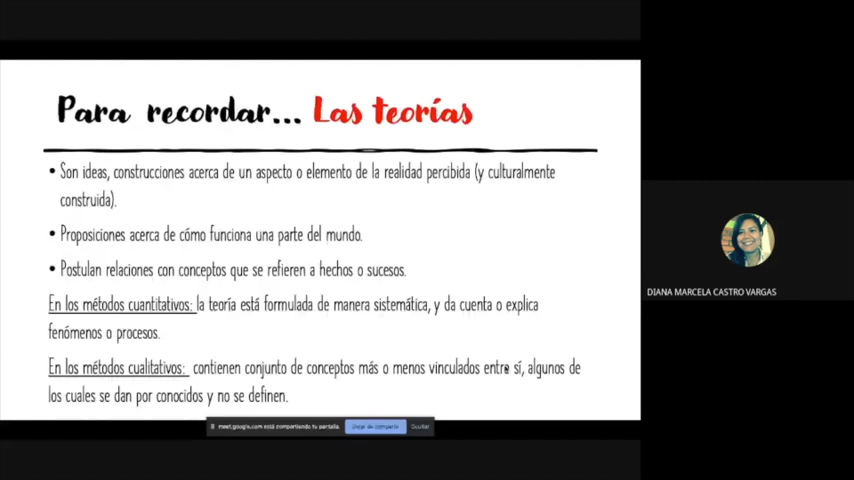 Para recordar... Las teorías
• Son ideas, construcciones acerca de un aspecto o elemento de la realidad percibida (y culturalmente
construida).
• Proposiciones acerca de cómo funciona una parte del mundo.
• Postulan relaciones con conceptos que se refieren a hechos o sucesos.
En los métodos cuantitativos: la teoría está formulada de manera sistemática, y da cuenta o explica
fenómenos o procesos.
En los métodos cualitativos: contienen conjunto de conceptos más o menos vinculados entre sí, algunos de
los cuales se dan por conocidos y no se definen.
DIANA MARCELA CASTRO VARGAS
meet.google.com está compartiendo tu pantalla. Dejar de compartir Ocultar